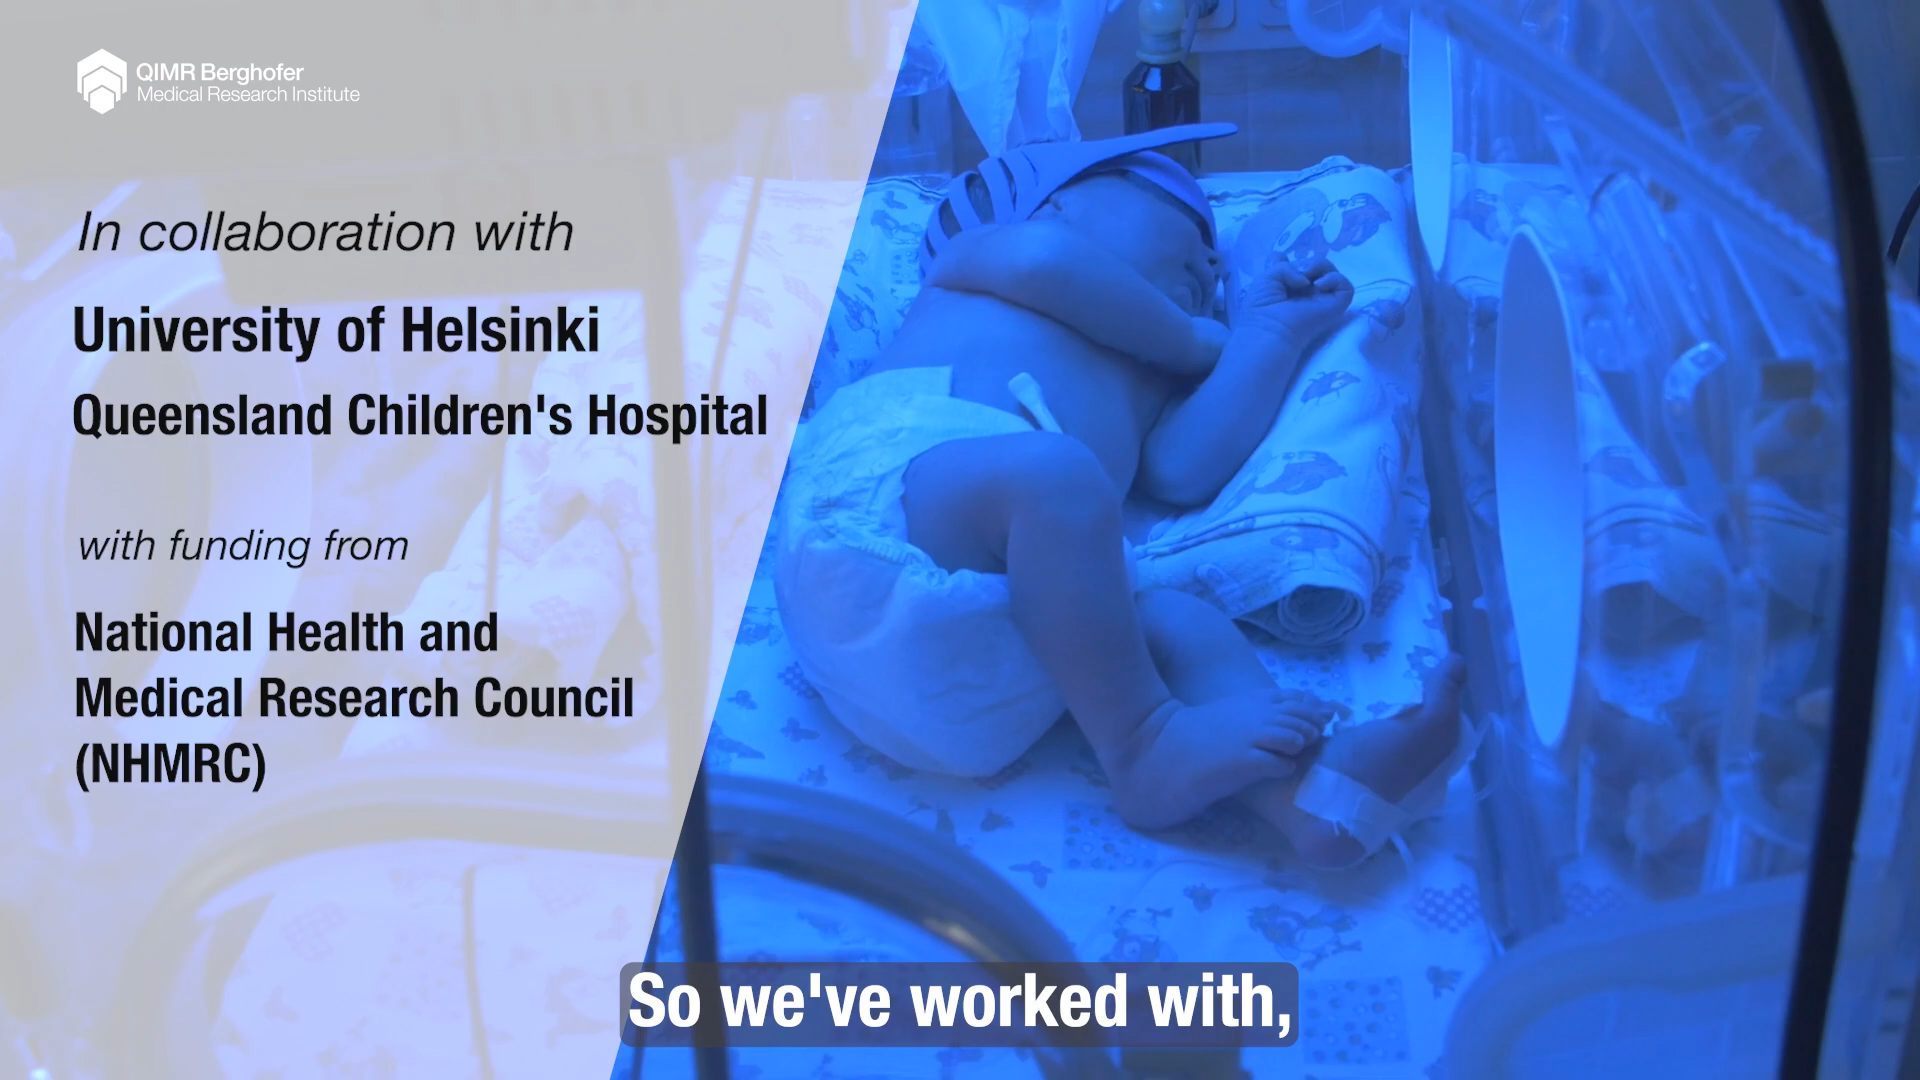 QIMR Berghofer
Medical Research Institute
In collaboration with
University of Helsinki
Queensland Children's Hospital
with funding from
National Health and
Medical Research Council
(NHMRC)
So we've worked with,